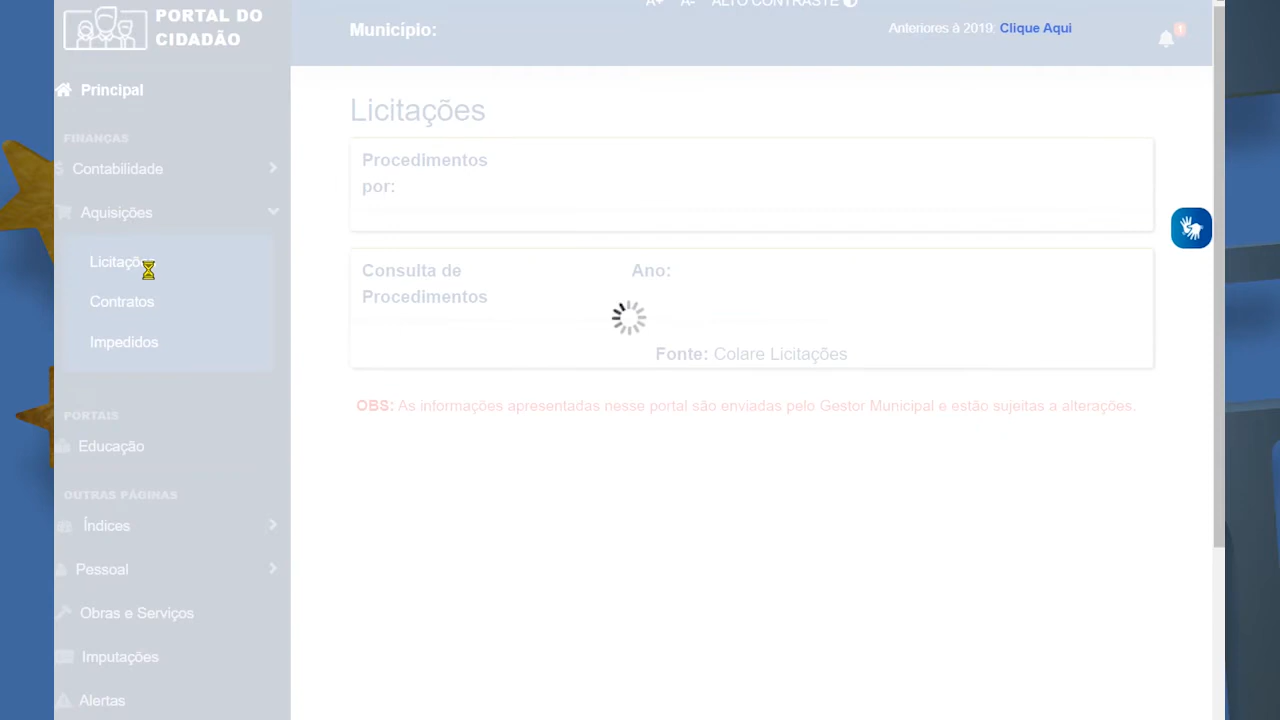 A+ A- ALTO CONTRASTE
PORTAL DO
CIDADÃO
Município:
Anteriores à 2019, Clique Aqui
1
Principal
FINANÇAS
Contabilidade
Aquisições
Licitações
Contratos
Impedidos
PORTAIS
Educação
OUTRAS PÁGINAS
Índices
Pessoal
Obras e Serviços
Imputações
Alertas
Licitações
Procedimentos
por:
Consulta de
Procedimentos
Ano:
Fonte: Colare Licitações
OBS: As informações apresentadas nesse portal são enviadas pelo Gestor Municipal e estão sujeitas a alterações.